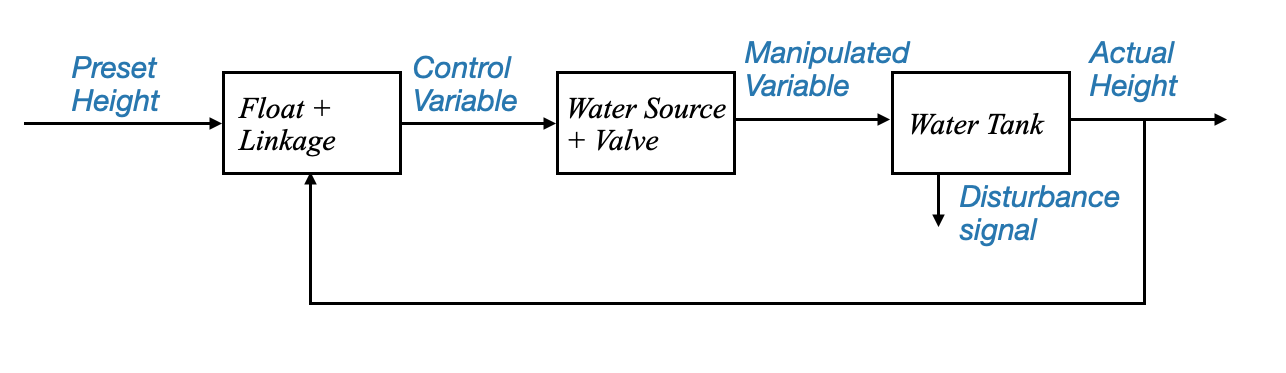 Preset
Height
Float +
Linkage
Control
Variable
Water Source
+ Valve
Manipulated
Variable
Water Tank
Actual
Height
Disturbance
signal